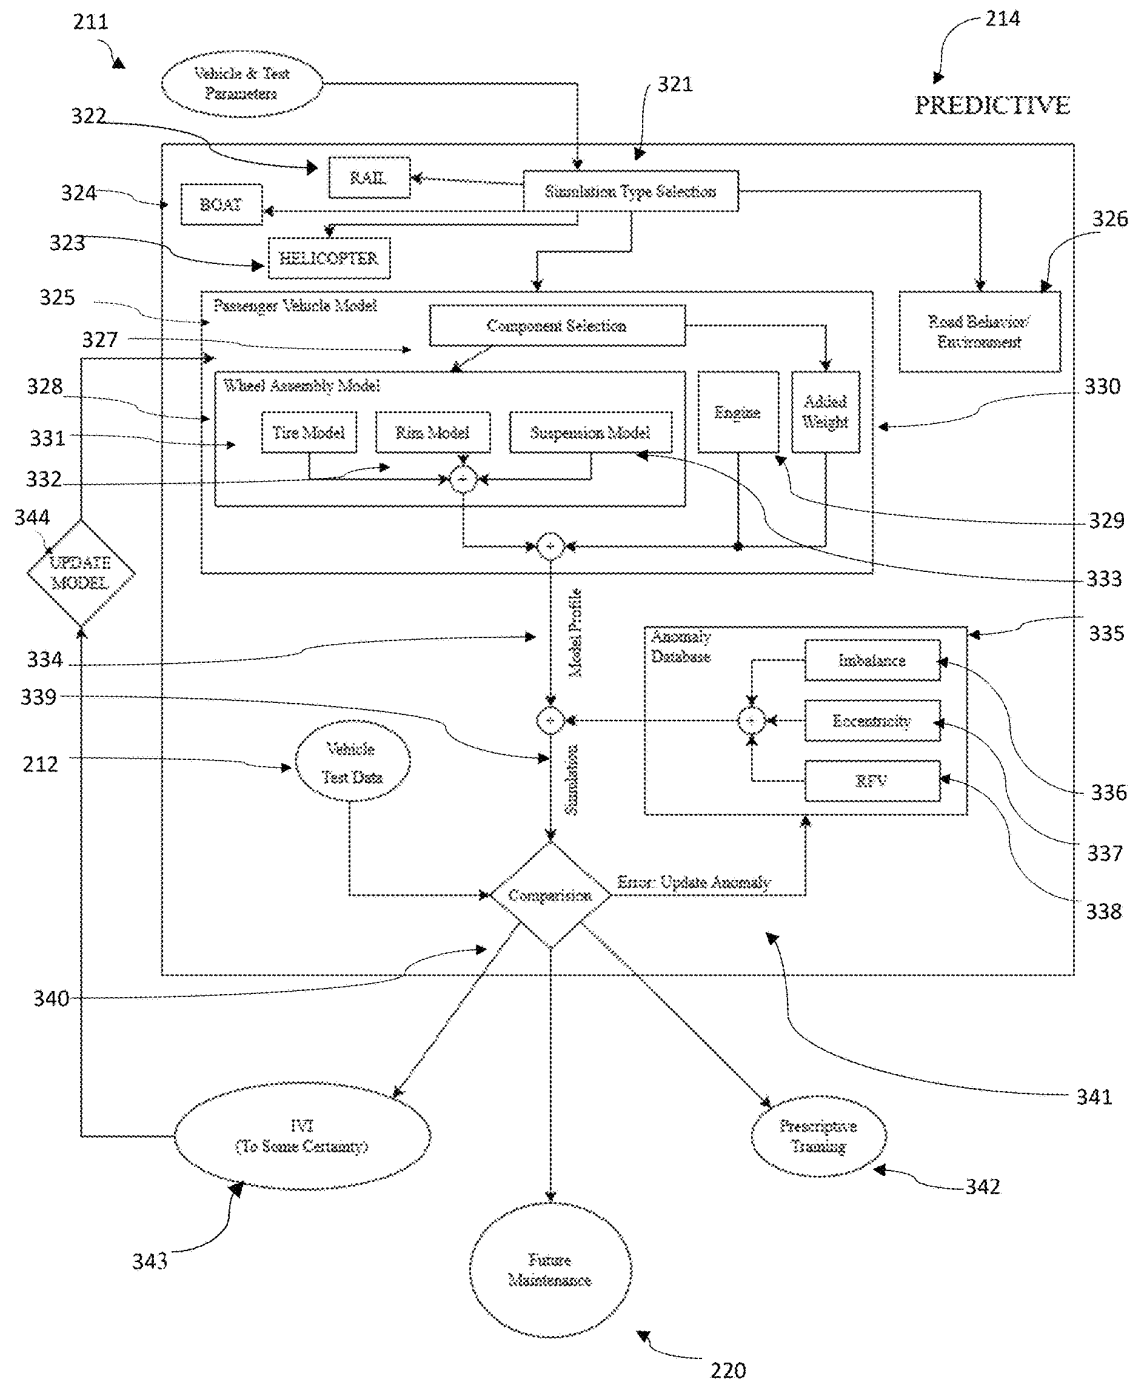 211
214
Vehicle & Test
Parameters
321
PREDICTIVE
322
RAIL
Simulation Type Selection
324
BOAT
326
323
HELICOPTER
325
Passenger Vehicle Model
Component Selection
Road Behavior/
Environment
327
328
Wheel Assembly Model
Engine
Added
Weight
330
331
Tire Model
Rim Model
Suspension Model
332
+
329
344
UPDATE
MODEL
+
333
Model Profile
335
Anomaly
Database
334
Imbalance
339
+
+
Eccentricity
212
Vehicle
Test Data
Simulation
RFV
336
337
Comparision
Error: Update Anomaly
338
340
341
IVI
(To Some Certainty)
Prescriptive
Training
342
343
Future
Maintenance
220